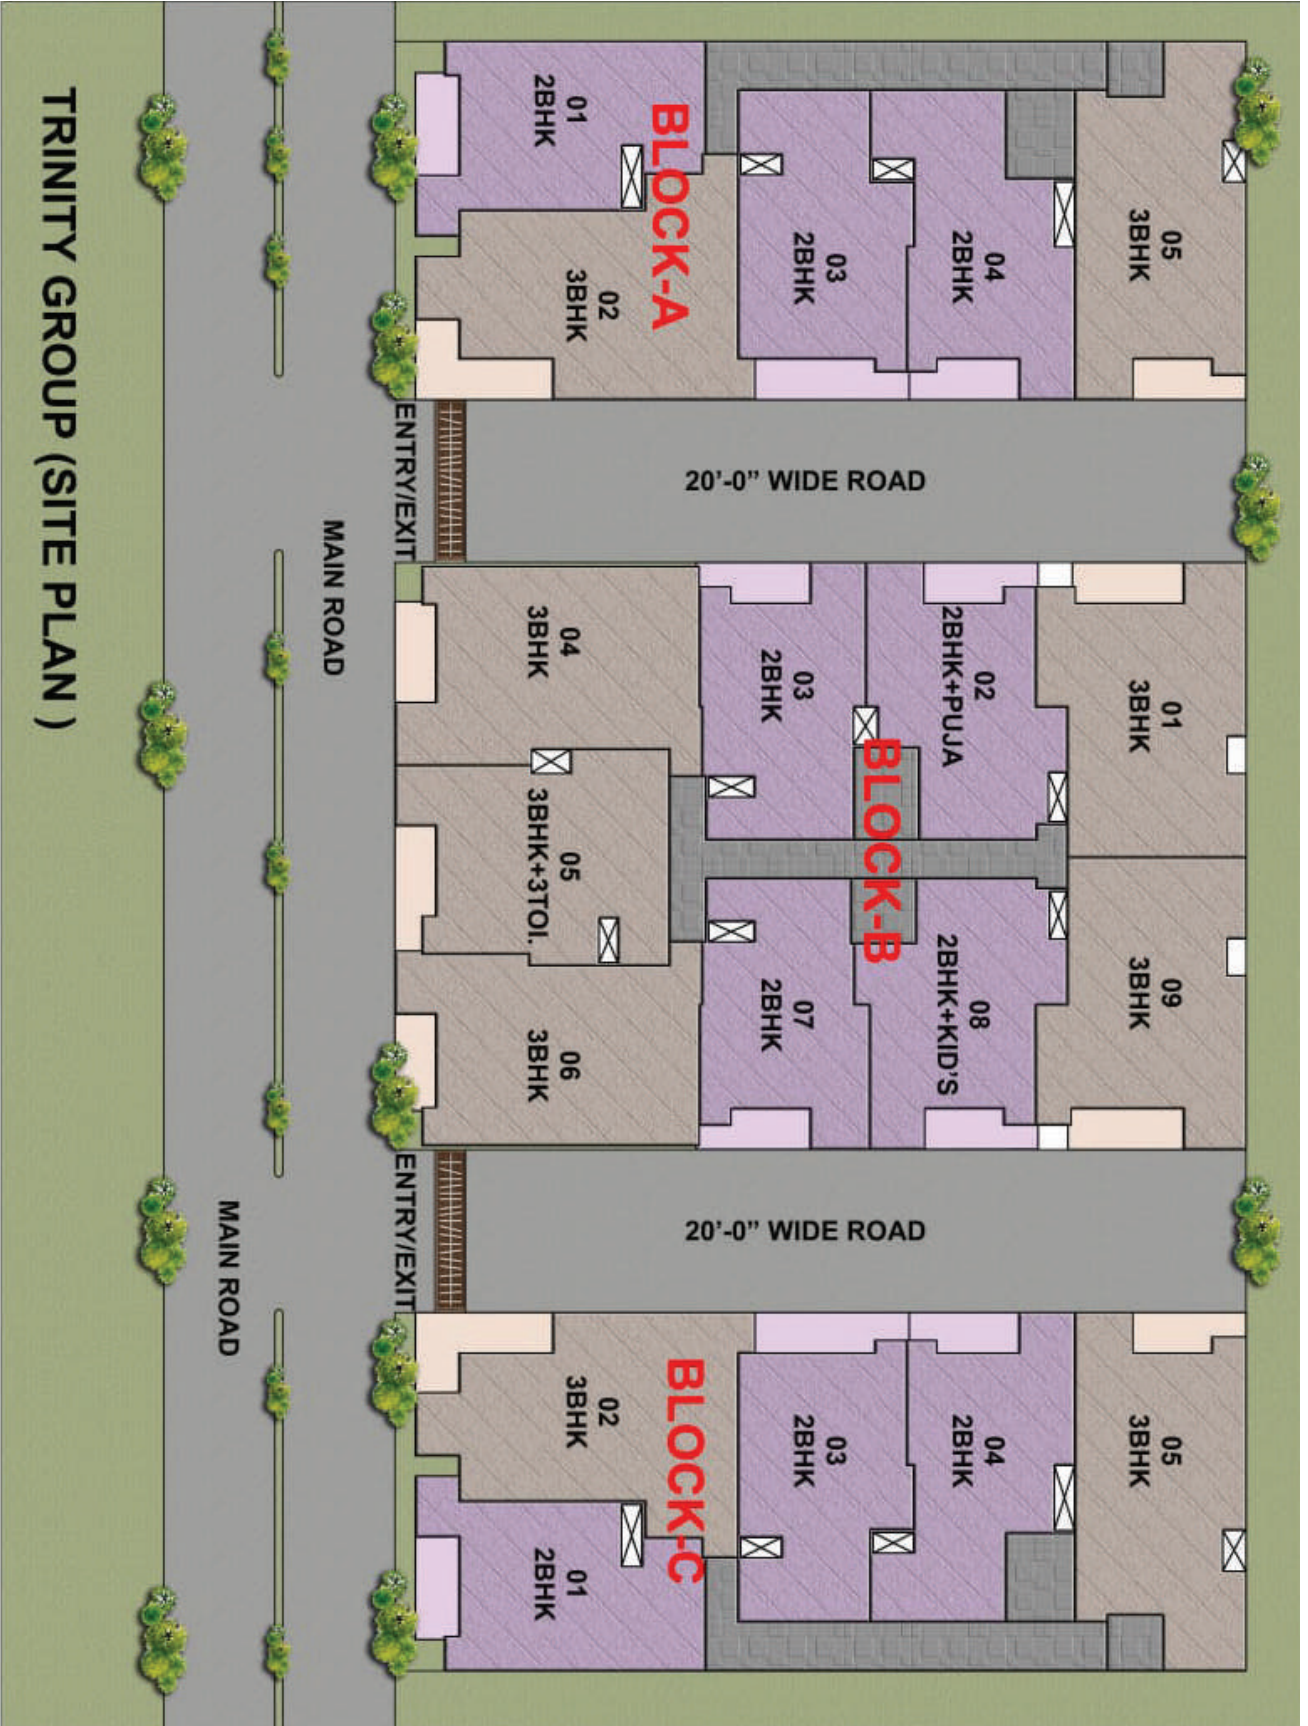 TRINITY GROUP (SITE PLAN )
BLOCK-A
01
2BHK
02
3BHK
03
2BHK
04
2BHK
05
3BHK
ENTRY/EXIT
20’-0” WIDE ROAD
MAIN ROAD
BLOCK-B
01
3BHK
02
2BHK+PUJA
03
2BHK
04
3BHK
05
3BHK+3TOI.
06
3BHK
07
2BHK
08
2BHK+KID'S
09
3BHK
ENTRY/EXIT
20’-0” WIDE ROAD
MAIN ROAD
BLOCK-C
05
3BHK
04
2BHK
03
2BHK
02
3BHK
01
2BHK